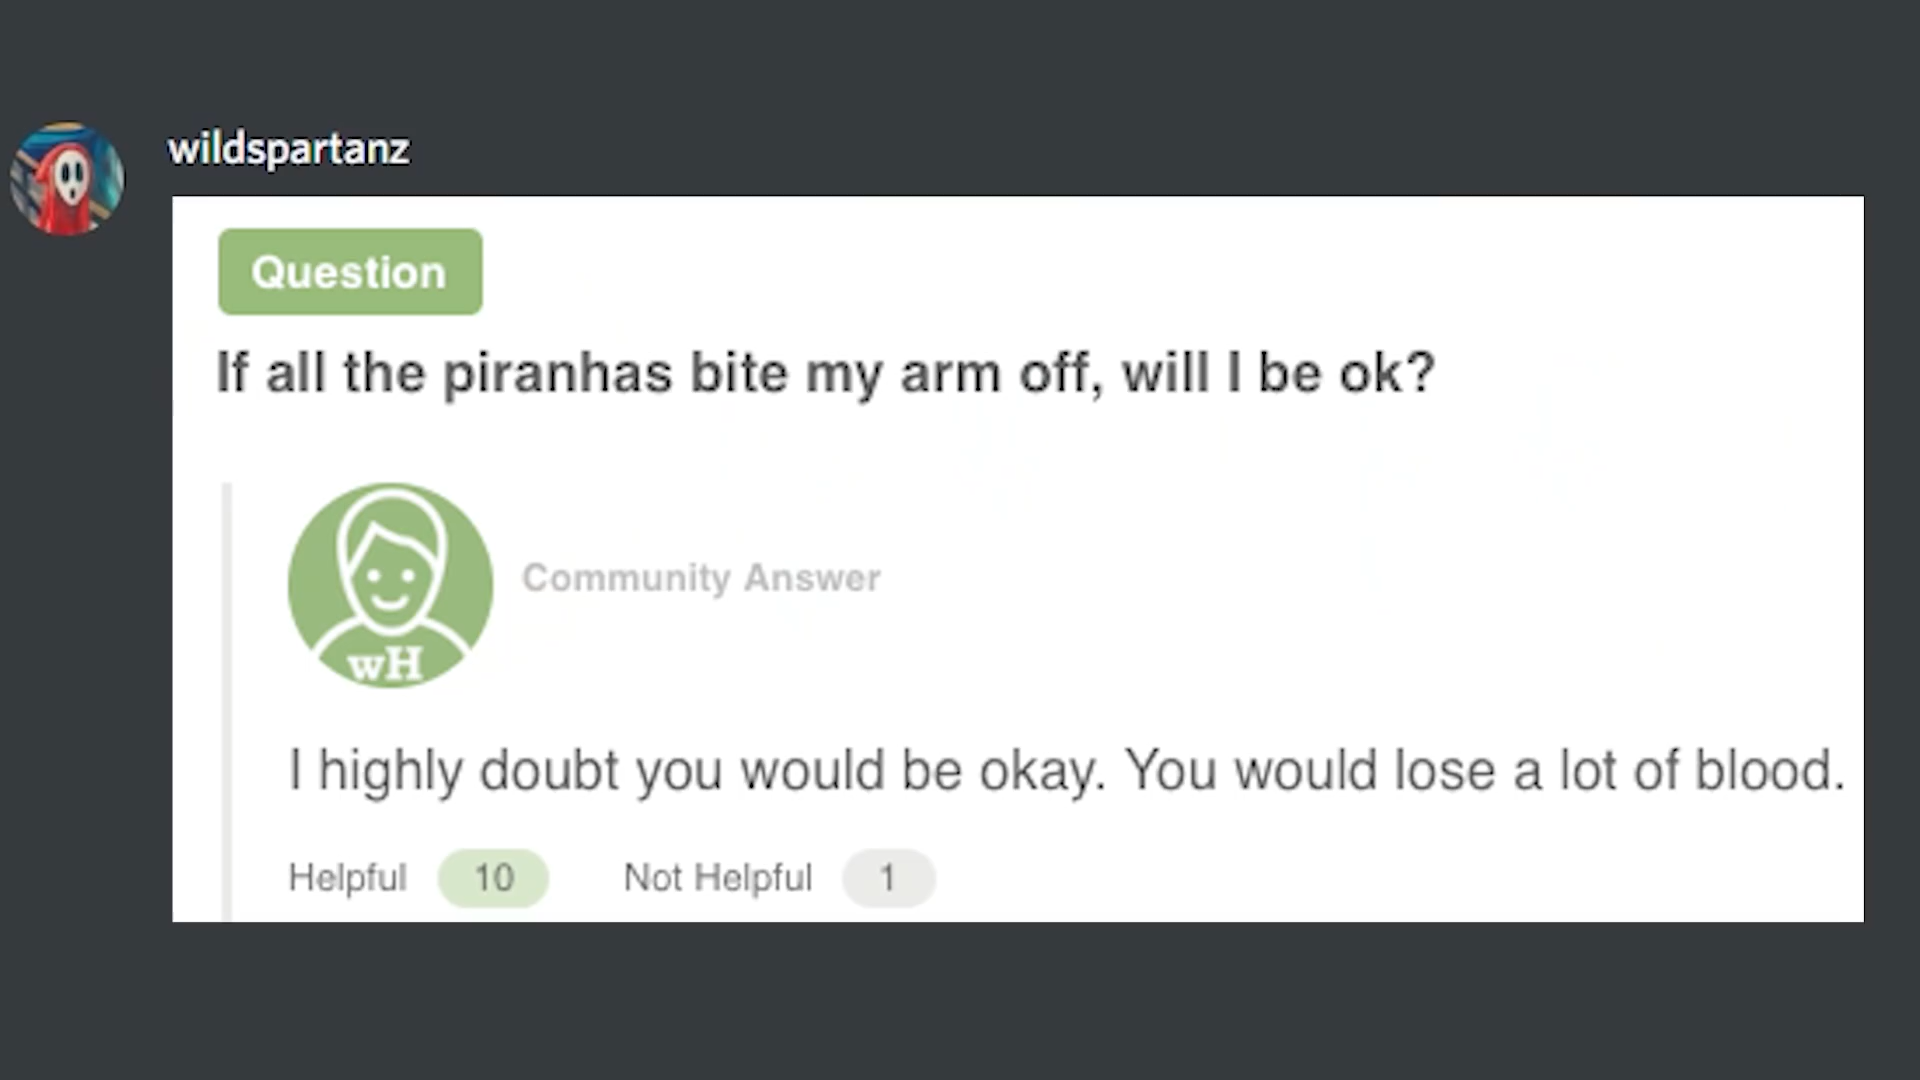 wildspartanz
Question
If all the piranhas bite my arm off, will I be ok?
wH
Community Answer
I highly doubt you would be okay. You would lose a lot of blood.
Helpful 10 Not Helpful 1